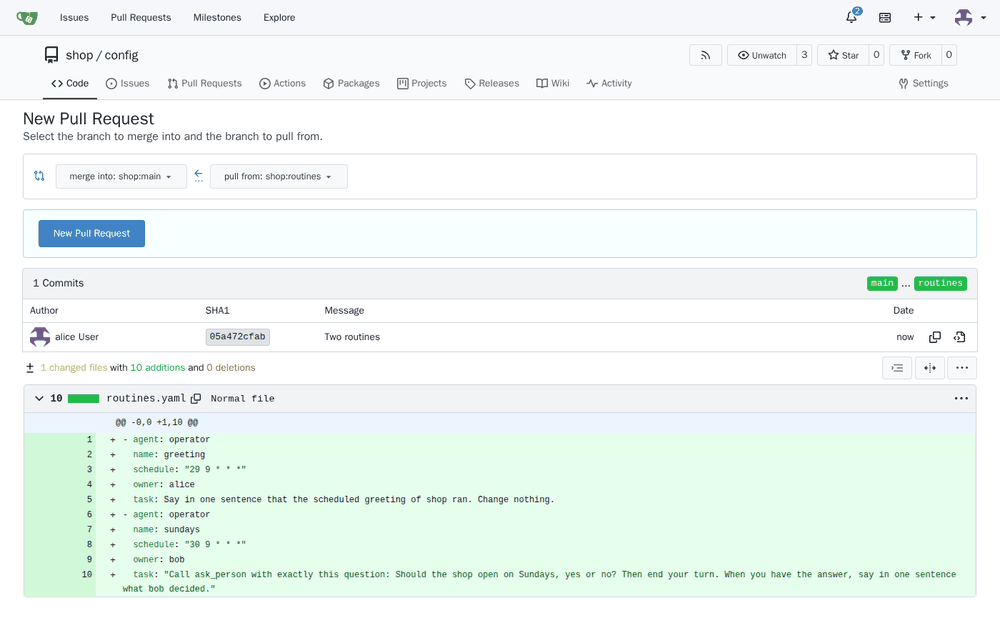 Issues Pull Requests Milestones Explore 2
shop / config Unwatch 3 Star 0 Fork 0
Code Issues Pull Requests Actions Packages Projects Releases Wiki Activity Settings
New Pull Request
Select the branch to merge into and the branch to pull from.
merge into: shop:main ← ... pull from: shop:routines
New Pull Request
1 Commits main ... routines
Author SHA1 Message Date
alice User 05a472cfab Two routines now
1 changed files with 10 additions and 0 deletions
10 routines.yaml Normal file
@@ -0,0 +1,10 @@
1 + - agent: operator
2 + name: greeting
3 + schedule: "29 9 * * *"
4 + owner: alice
5 + task: Say in one sentence that the scheduled greeting of shop ran. Change nothing.
6 + - agent: operator
7 + name: sundays
8 + schedule: "30 9 * * *"
9 + owner: bob
10 + task: "Call ask_person with exactly this question: Should the shop open on Sundays, yes or no? Then end your turn. When you have the answer, say in one sentence
what bob decided."